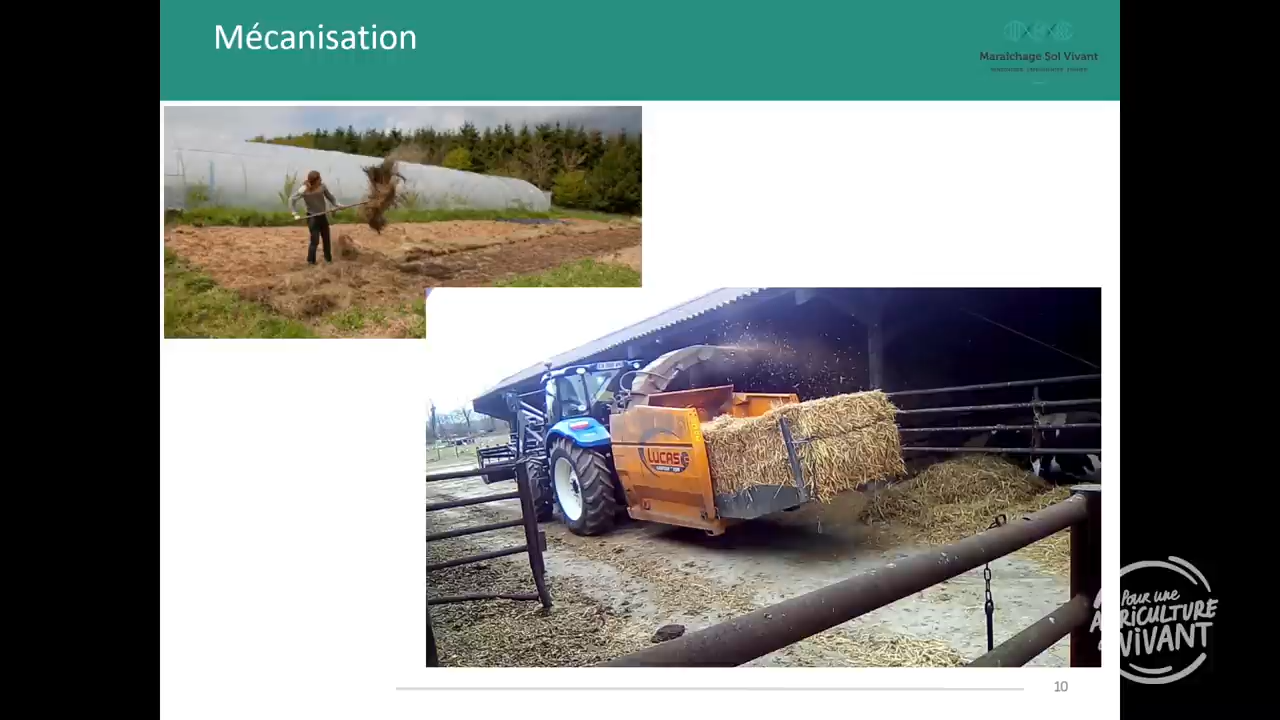 Mécanisation
Maraîchage Sol Vivant
LUCAS
10
Pour une
AGRICULTURE
VIVANT